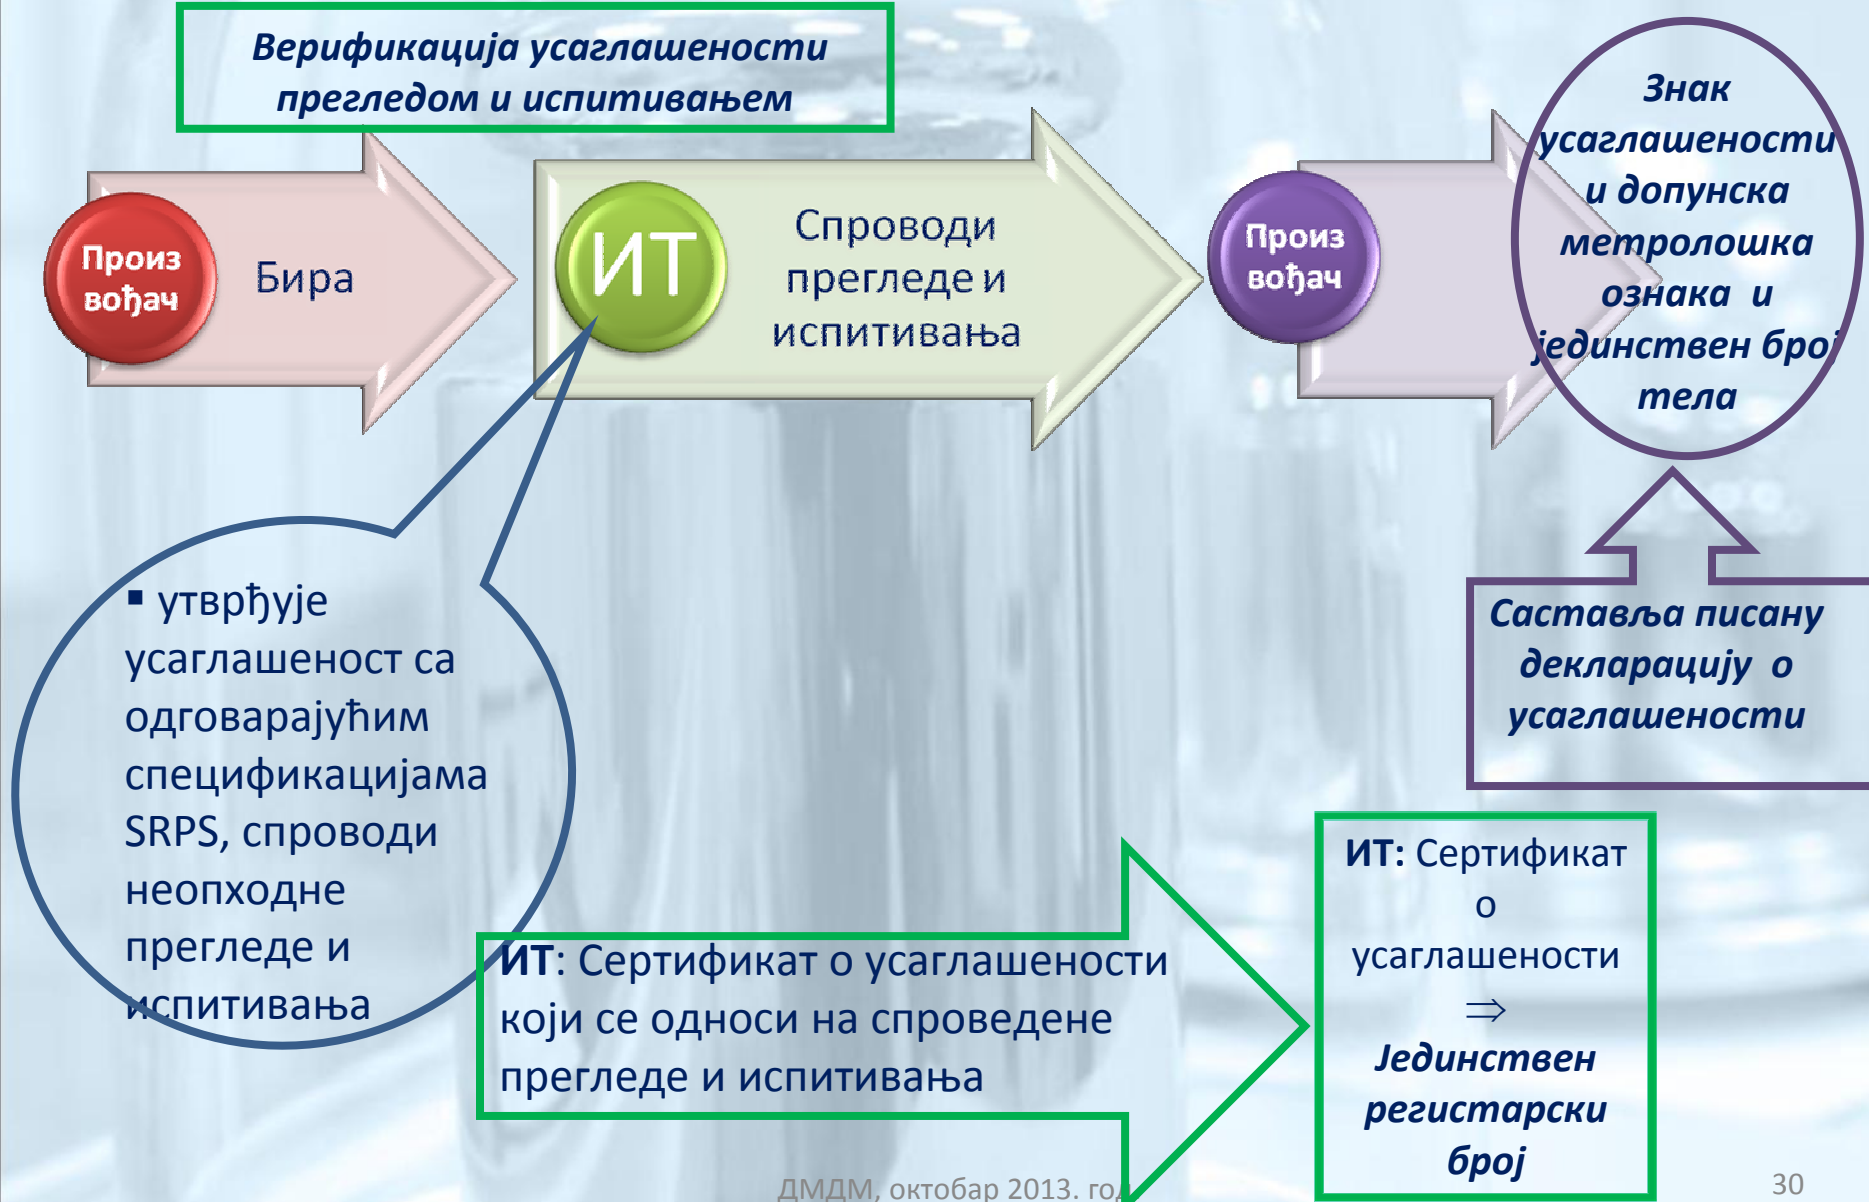 Верификација усаглашености
прегледом и испитивањем
Произ
вођач
Бира
ИТ
Спроводи
прегледе и
испитивања
Произ
вођач
Знак
усаглашености
и допунска
метролошка
ознака и
јединствен број
тела
Саставља писану
декларацију о
усаглашености
▪ утврђује
усаглашеност са
одговарајућим
спецификацијама
SRPS, спроводи
неопходне
прегледе и
испитивања
ИТ: Сертификат о усаглашености
који се односи на спроведене
прегледе и испитивања
ИТ: Сертификат
о
усаглашености
⇒
Јединствен
регистарски
број
ДМДМ, октобар 2013. год
30